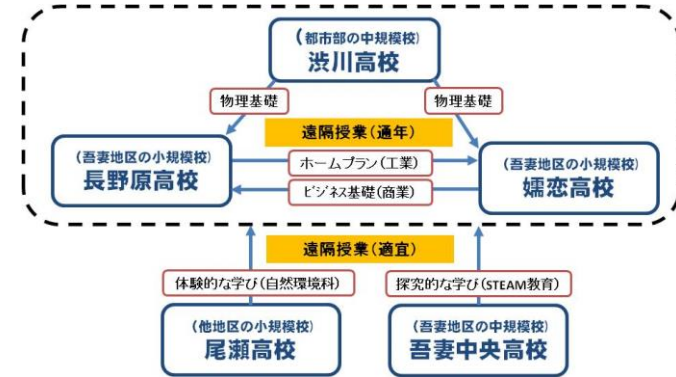 (都市部の中規模校)
渋川高校
物理基礎
物理基礎
遠隔授業(通年)
(吾妻地区の小規模校)
長野原高校
ホームプラン(工業)
ビジネス基礎(商業)
(吾妻地区の小規模校)
嬬恋高校
遠隔授業(適宜)
体験的な学び(自然環境科)
探究的な学び(STEAM教育)
(他地区の小規模校)
尾瀬高校
(吾妻地区の中規模校)
吾妻中央高校